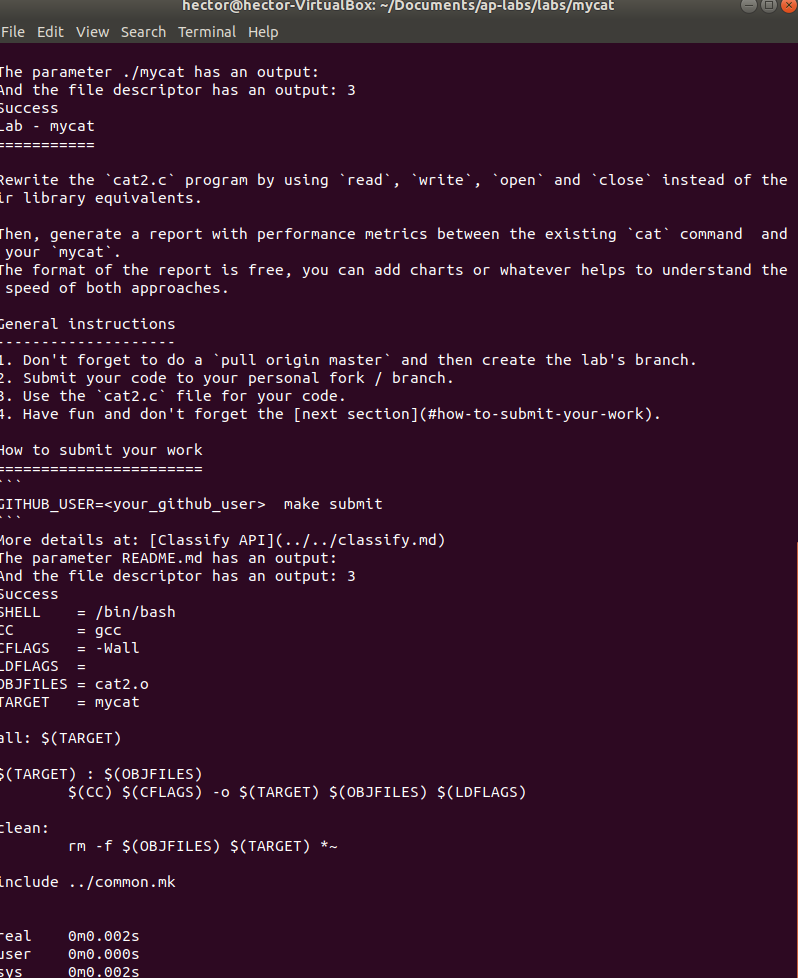 hector@hector-VirtualBox: ~/Documents/ap-labs/labs/mycat
File Edit View Search Terminal Help
The parameter ./mycat has an output:
And the file descriptor has an output: 3
Success
Lab - mycat
===========
Rewrite the `cat2.c` program by using `read`, `write`, `open` and `close` instead of the
ir library equivalents.
Then, generate a report with performance metrics between the existing `cat` command  and
 your `mycat`.
The format of the report is free, you can add charts or whatever helps to understand the
 speed of both approaches.
General instructions
--------------------
1. Don't forget to do a `pull origin master` and then create the lab's branch.
2. Submit your code to your personal fork / branch.
3. Use the `cat2.c` file for your code.
4. Have fun and don't forget the [next section](#how-to-submit-your-work).
How to submit your work
=======================
```
GITHUB_USER=<your_github_user>  make submit
```
More details at: [Classify API](../../classify.md)
The parameter README.md has an output:
And the file descriptor has an output: 3
Success
SHELL    = /bin/bash
CC       = gcc
CFLAGS   = -Wall
LDFLAGS  =
OBJFILES = cat2.o
TARGET   = mycat
all: $(TARGET)
$(TARGET) : $(OBJFILES)
        $(CC) $(CFLAGS) -o $(TARGET) $(OBJFILES) $(LDFLAGS)
clean:
        rm -f $(OBJFILES) $(TARGET) *~
include ../common.mk
real    0m0.002s
user    0m0.000s
sys     0m0.002s